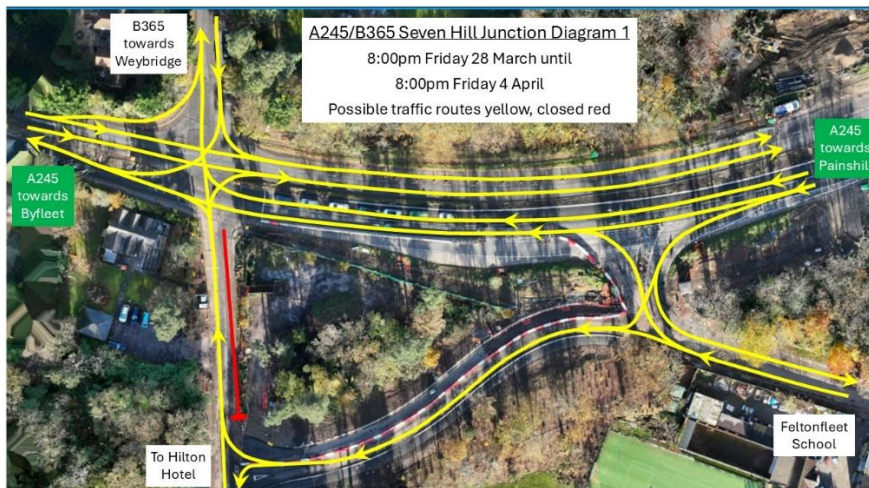 A245/B365 Seven Hill Junction Diagram 1
8:00pm Friday 28 March until
8:00pm Friday 4 April
Possible traffic routes yellow, closed red
B365
towards
Weybridge
A245
towards
Byfleet
A245
towards
Painshill
To Hilton
Hotel
Feltonfleet
School